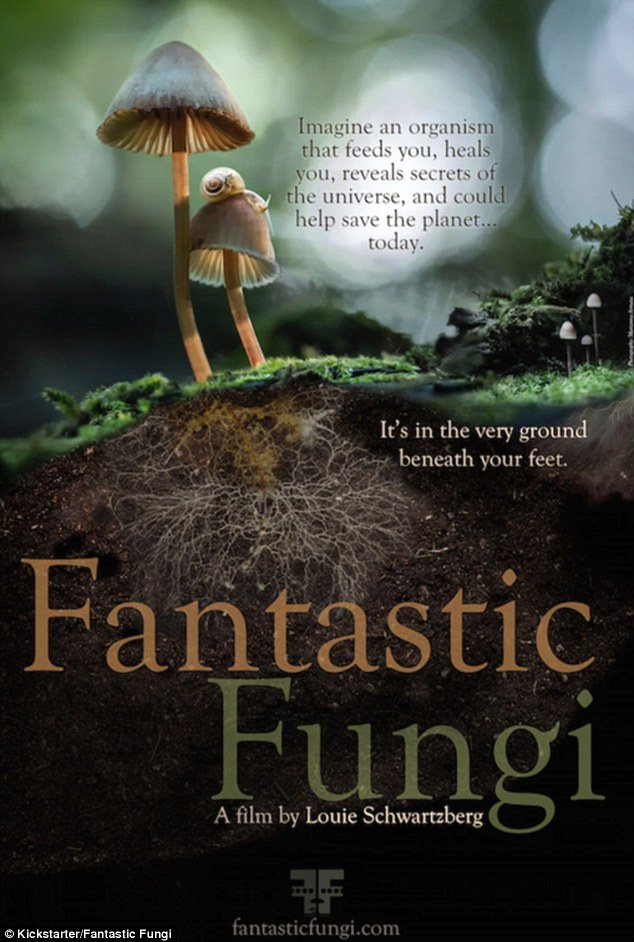 Imagine an organism
that feeds you, heals
you, reveals secrets of
the universe, and could
help save the planet...
today.
It's in the very ground
beneath your feet.
Fantastic
Fungi
A film by Louie Schwartzberg
FF
fantasticfungi.com
© Kickstarter/Fantastic Fungi